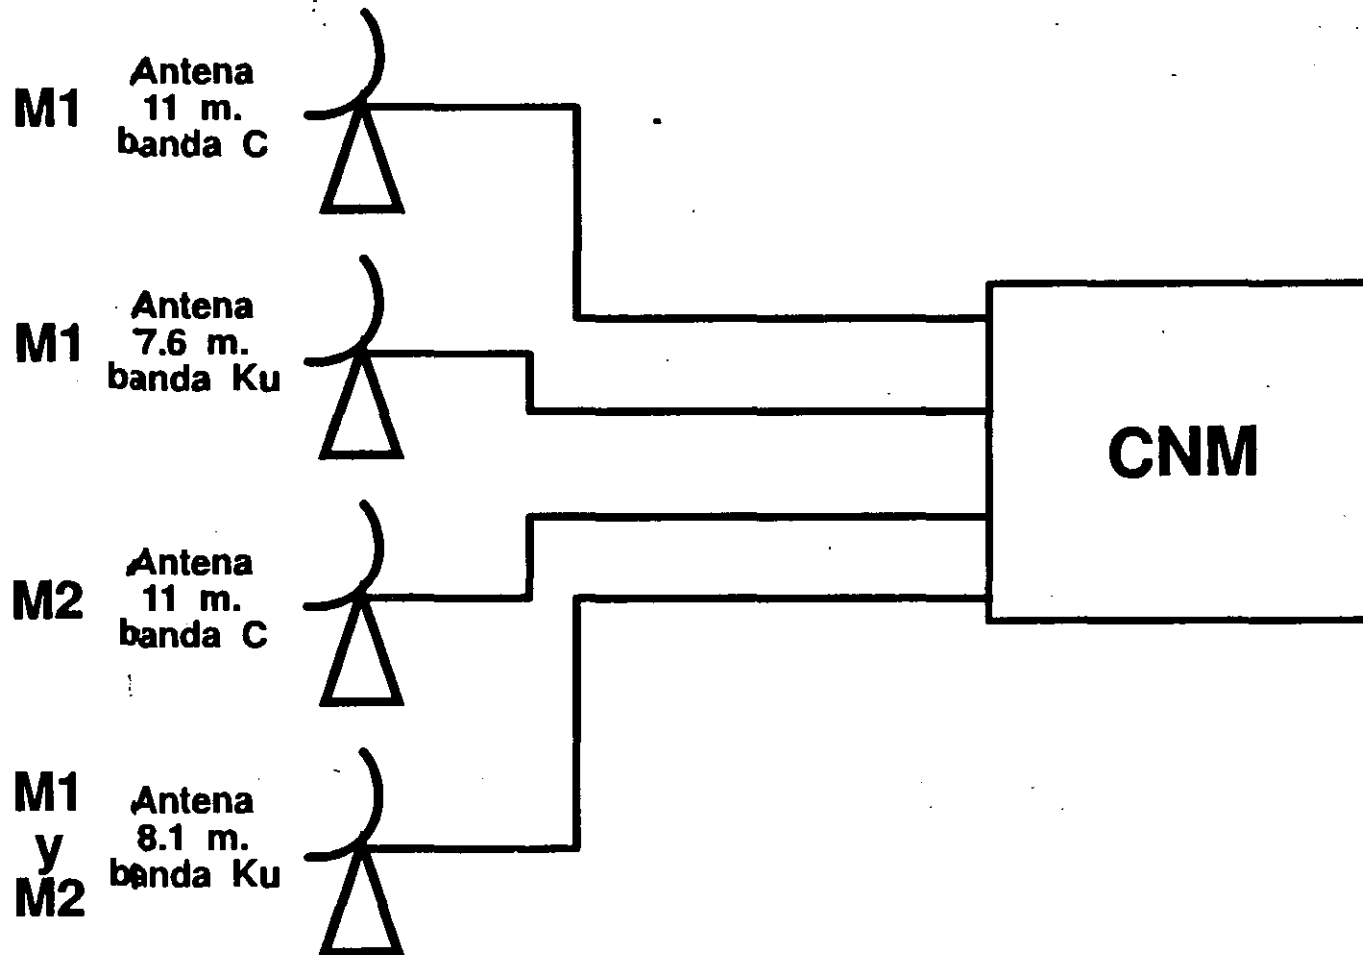 M1
Antena
11 m.
banda C
M1
Antena
7.6 m.
banda Ku
CNM
M2
Antena
11 m.
banda C
M1
y
M2
Antena
8.1 m.
banda Ku